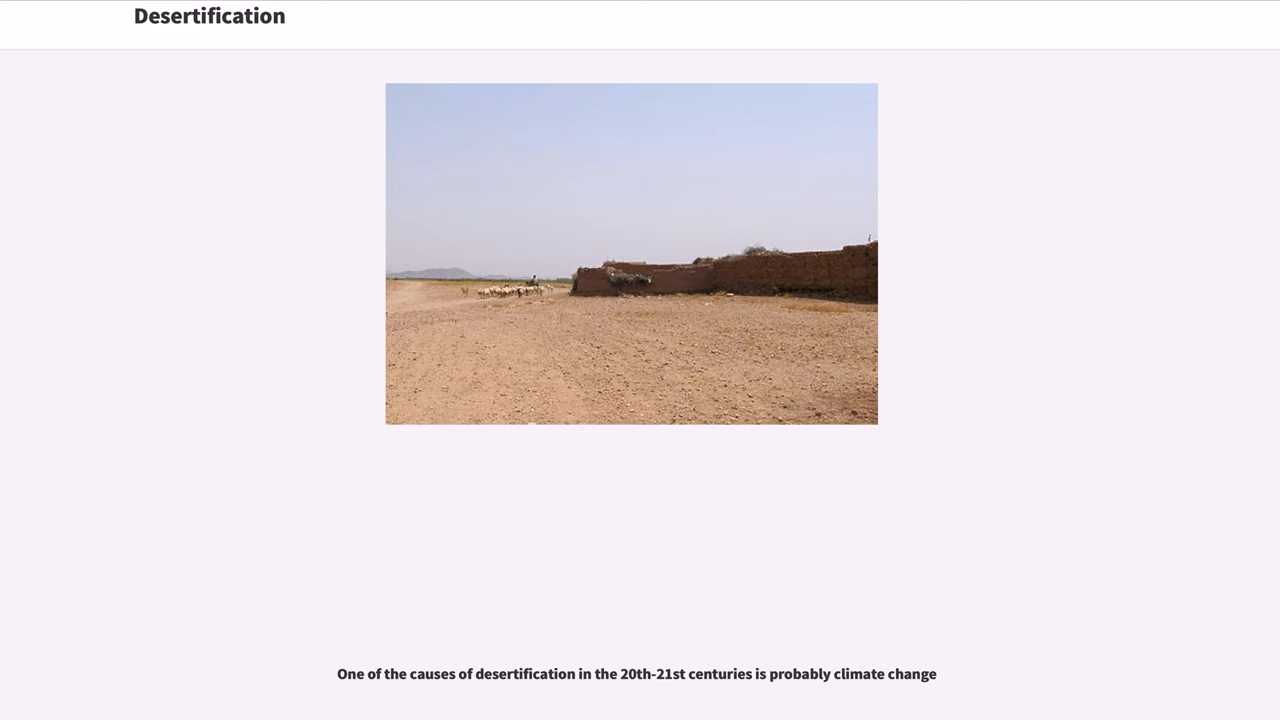 Desertification
One of the causes of desertification in the 20th-21st centuries is probably climate change